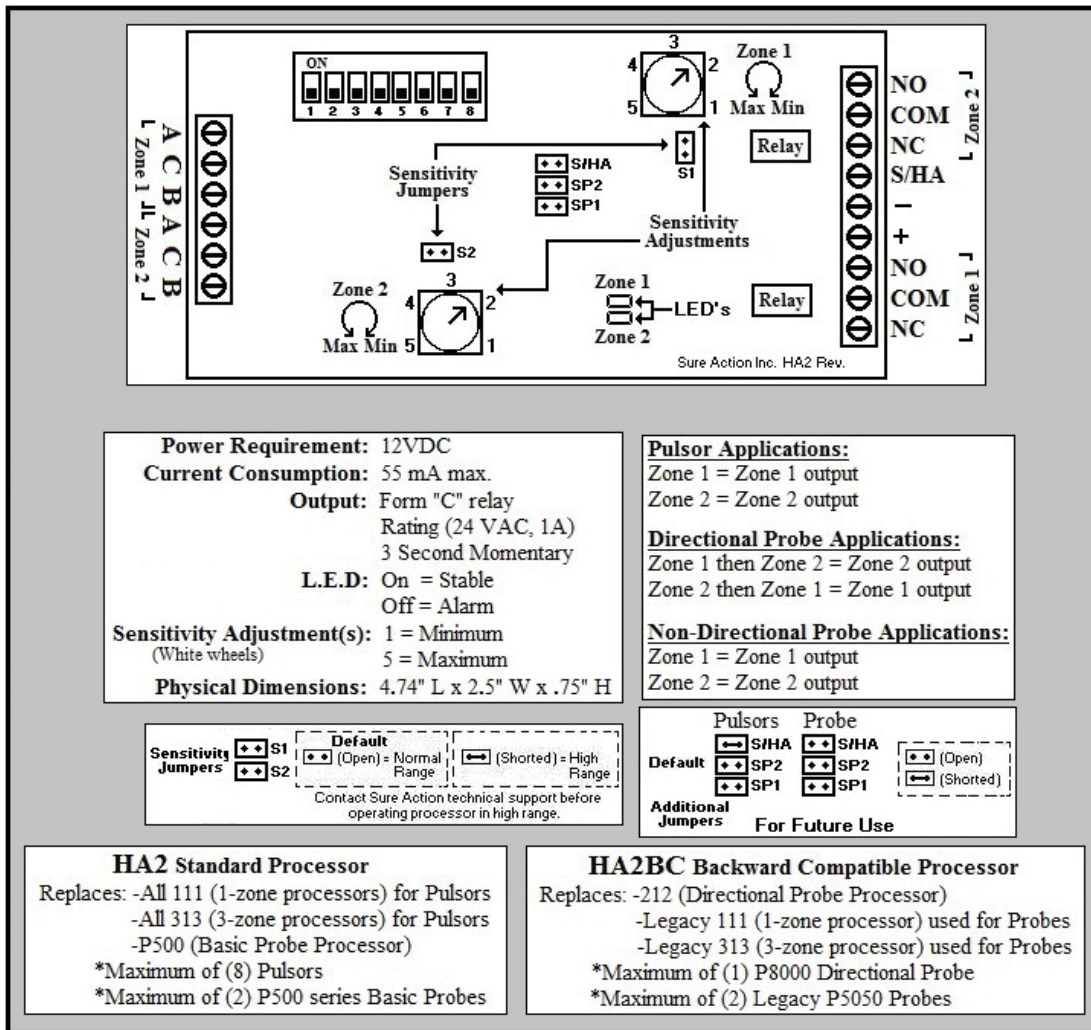 ON
1 2 3 4 5 6 7 8
3
4 2
5 1
Zone 1
Max Min
A C B A C B
Zone 1 Zone 2
Sensitivity
Jumpers
S/HA
SP2
SP1
S1
S2
Relay
Sensitivity
Adjustments
NO
COM
NC
Zone 2
S/HA
−
+
NO
COM
NC
Zone 1
Zone 2
Max Min
3
4 2
5 1
Zone 1
LED's
Zone 2
Relay
Sure Action Inc. HA2 Rev.
Power Requirement: 12VDC
Current Consumption: 55 mA max.
Output: Form "C" relay
Rating (24 VAC, 1A)
3 Second Momentary
L.E.D: On = Stable
Off = Alarm
Sensitivity Adjustment(s): 1 = Minimum
(White wheels) 5 = Maximum
Physical Dimensions: 4.74" L x 2.5" W x .75" H
Pulsor Applications:
Zone 1 = Zone 1 output
Zone 2 = Zone 2 output
Directional Probe Applications:
Zone 1 then Zone 2 = Zone 2 output
Zone 2 then Zone 1 = Zone 1 output
Non-Directional Probe Applications:
Zone 1 = Zone 1 output
Zone 2 = Zone 2 output
Sensitivity
Jumpers
S1
S2
Default
(Open) = Normal
Range
(Shorted) = High
Range
Contact Sure Action technical support before
operating processor in high range.
Pulsors Probe
Default
S/HA S/HA
SP2 SP2
SP1 SP1
(Open)
(Shorted)
Additional
Jumpers
For Future Use
HA2 Standard Processor
Replaces: -All 111 (1-zone processors) for Pulsors
-All 313 (3-zone processors) for Pulsors
-P500 (Basic Probe Processor)
*Maximum of (8) Pulsors
*Maximum of (2) P500 series Basic Probes
HA2BC Backward Compatible Processor
Replaces: -212 (Directional Probe Processor)
-Legacy 111 (1-zone processor) used for Probes
-Legacy 313 (3-zone processor) used for Probes
*Maximum of (1) P8000 Directional Probe
*Maximum of (2) Legacy P5050 Probes